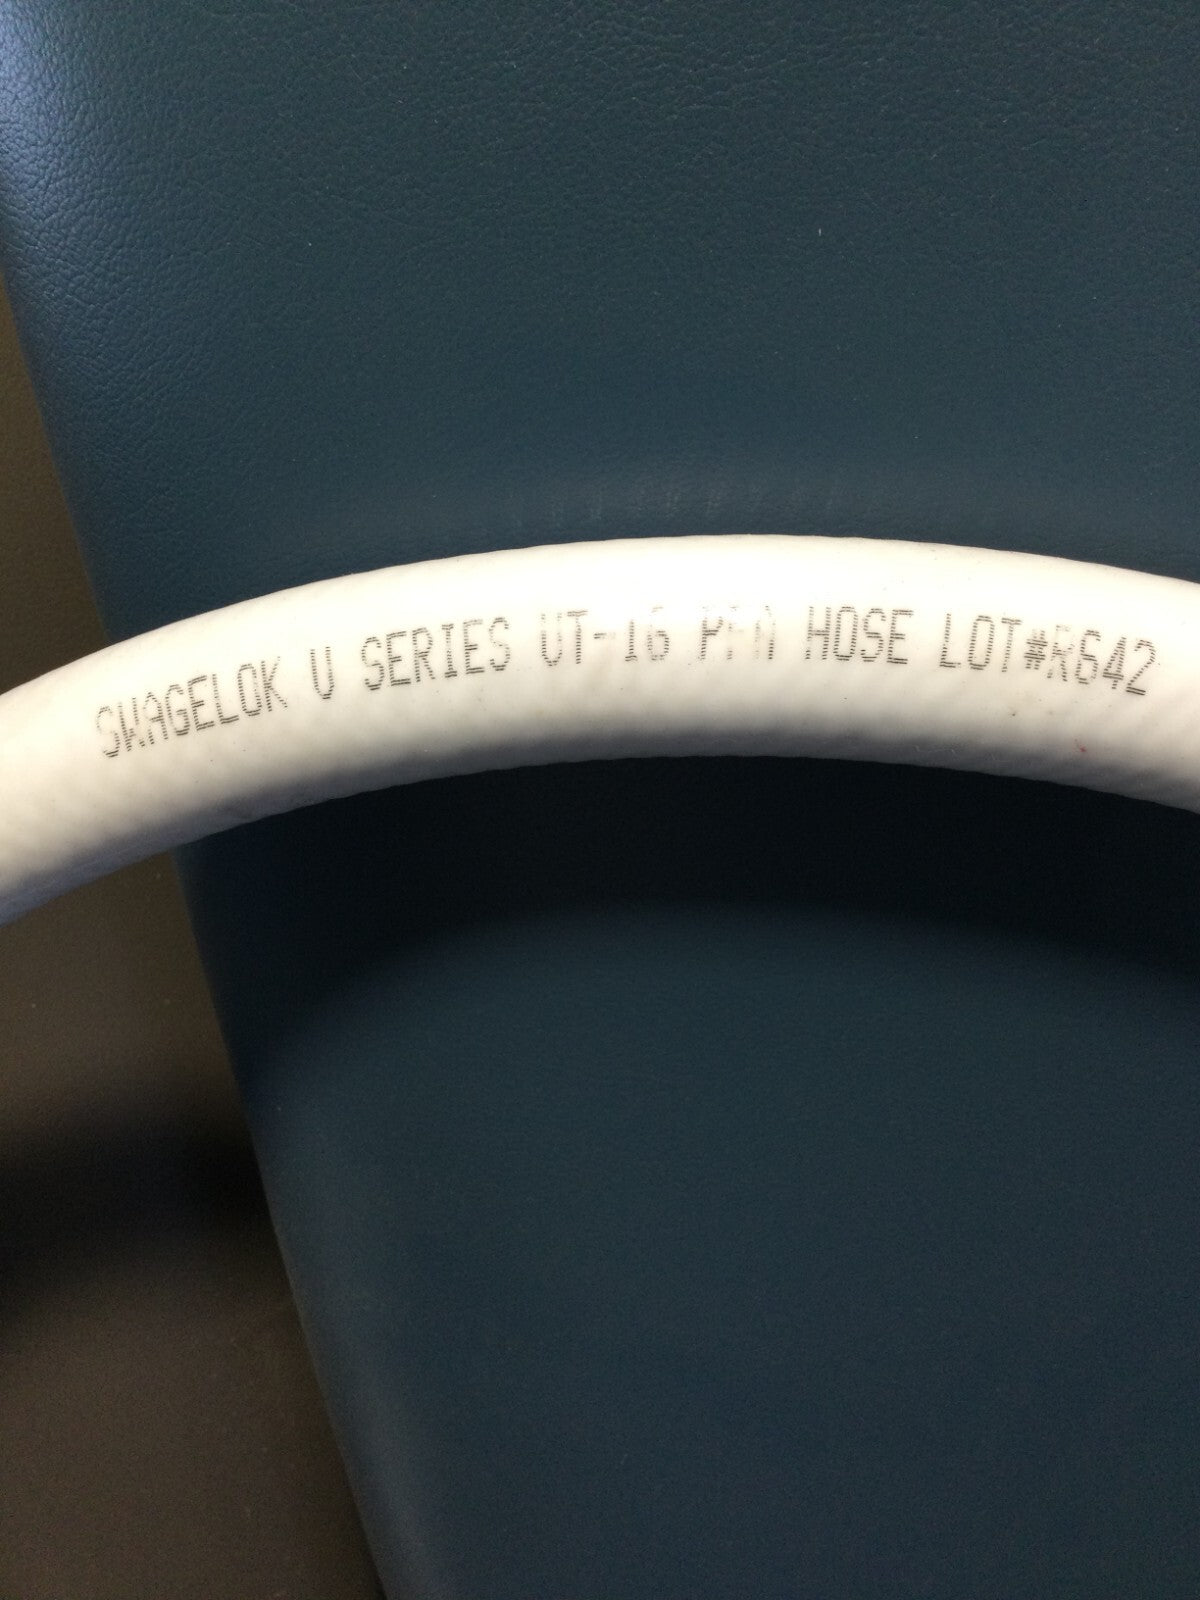 SWAGELOK U SERIES UT-16 PFA HOSE LOT#R642